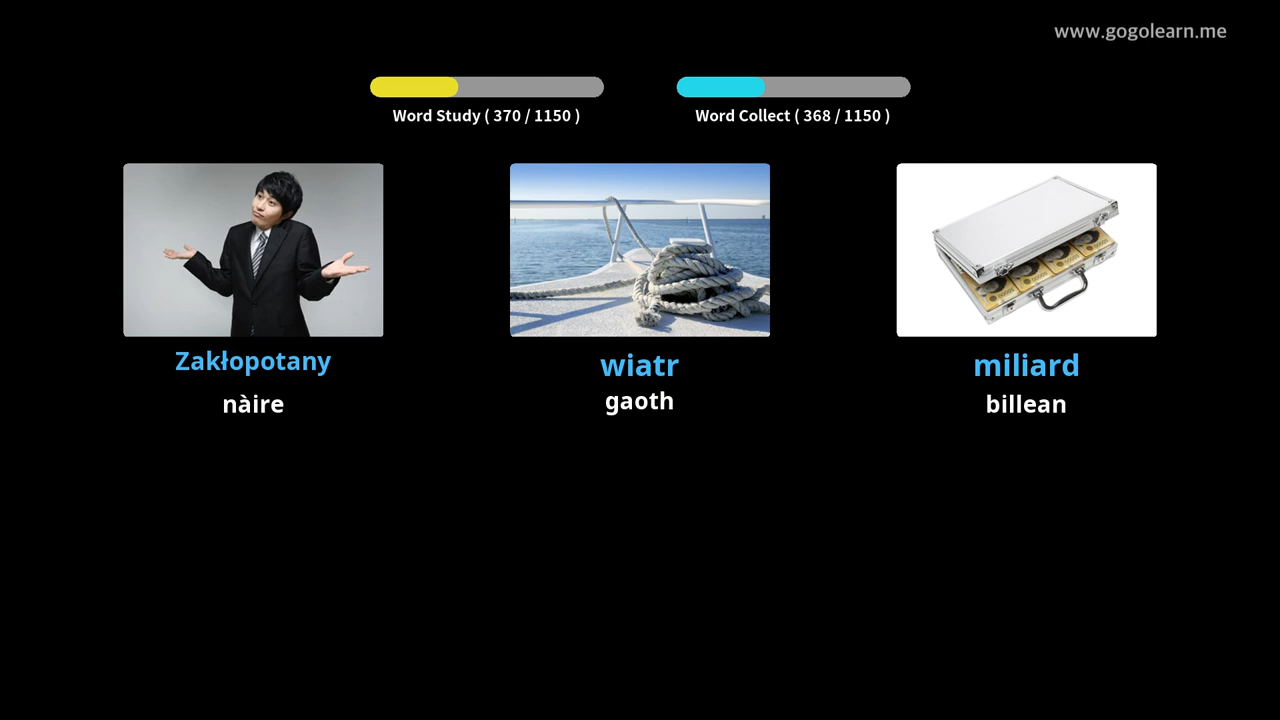 www.gogolearn.me
Word Study ( 370 / 1150 )
Word Collect ( 368 / 1150 )
Zakłopotany
nàire
wiatr
gaoth
miliard
billean